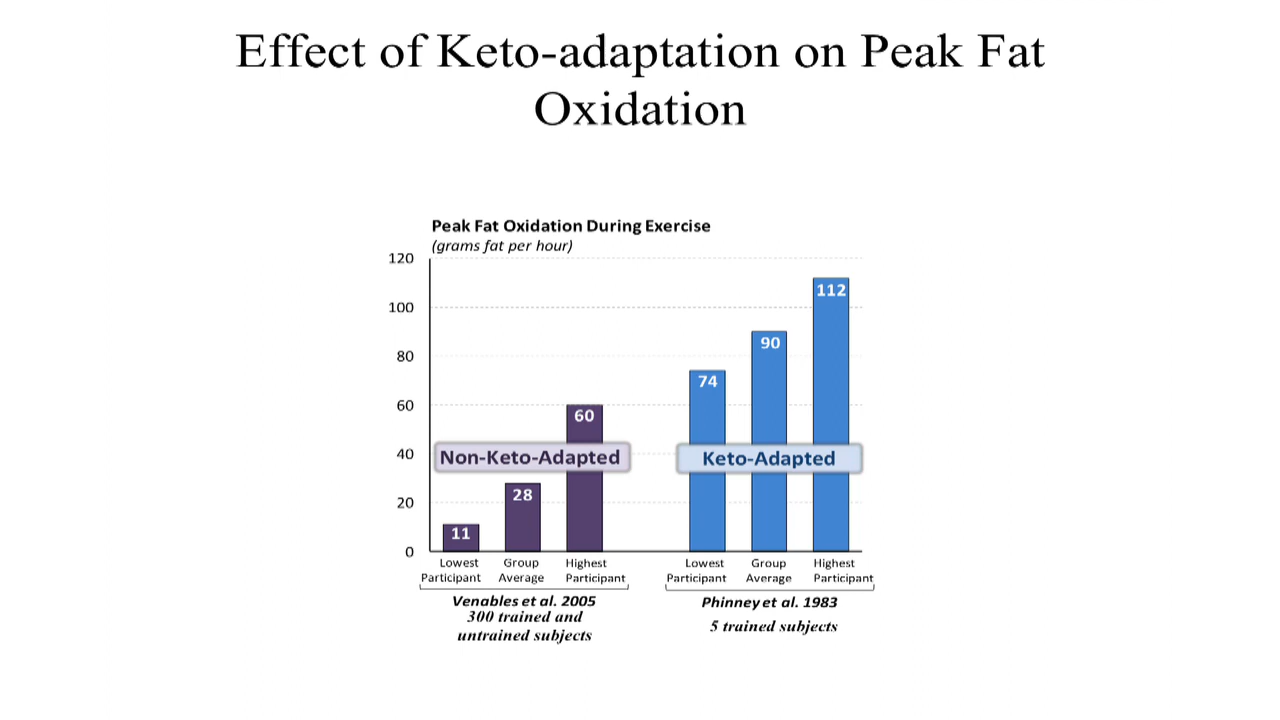 Effect of Keto-adaptation on Peak Fat
Oxidation
Peak Fat Oxidation During Exercise
(grams fat per hour)
120
100
80
60
40
20
0
11
28
60
74
90
112
Non-Keto-Adapted
Keto-Adapted
Lowest Participant
Group Average
Highest Participant
Lowest Participant
Group Average
Highest Participant
Venables et al. 2005
300 trained and
untrained subjects
Phinney et al. 1983
5 trained subjects